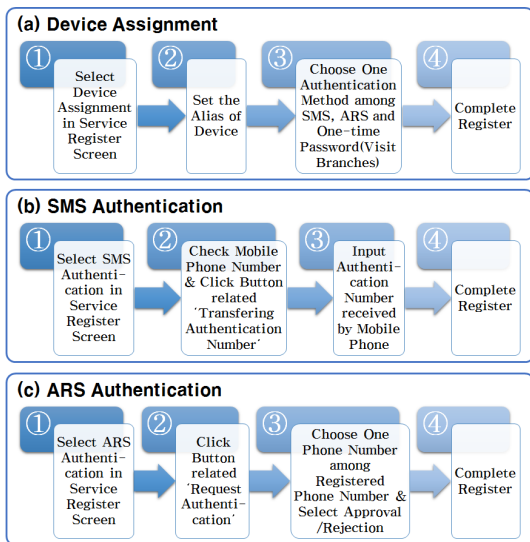 (a) Device Assignment
①
Select
Device
Assignment
in Service
Register
Screen
②
Set the
Alias of
Device
③
Choose One
Authentication
Method among
SMS, ARS and
One-time
Password(Visit
Branches)
④
Complete
Register
(b) SMS Authentication
①
Select SMS
Authenti-
cation in
Service
Register
Screen
②
Check Mobile
Phone Number
& Click Button
related
'Transfering
Authentication
Number'
③
Input
Authenti-
cation
Number
received
by Mobile
Phone
④
Complete
Register
(c) ARS Authentication
①
Select ARS
Authenti-
cation in
Service
Register
Screen
②
Click
Button
related
'Request
Authenti-
cation'
③
Choose One
Phone Number
among
Registered
Phone Number &
Select Approval
/Rejection
④
Complete
Register